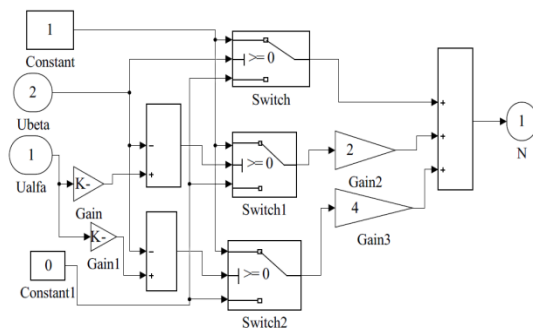 1
Constant
>= 0
Switch
2
Ubeta
-
+
>= 0
Switch1
2
Gain2
+
+
+
1
N
1
Ualfa
K-
Gain
K-
Gain1
-
+
4
Gain3
0
Constant1
>= 0
Switch2